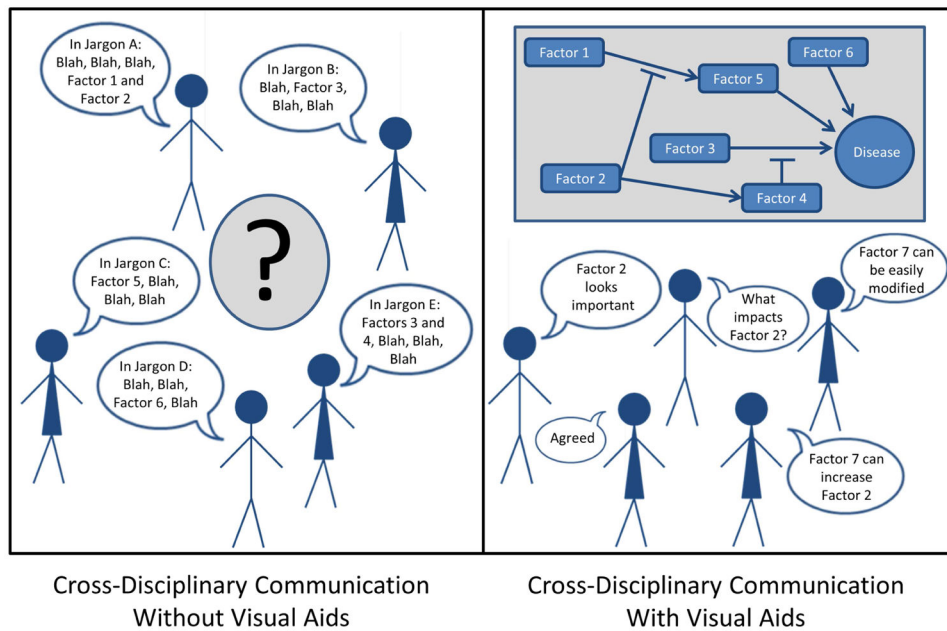 In Jargon A:
Blah, Blah, Blah,
Factor 1 and
Factor 2
In Jargon B:
Blah, Factor 3,
Blah, Blah
?
In Jargon C:
Factor 5, Blah,
Blah, Blah
In Jargon E:
Factors 3 and
4, Blah, Blah,
Blah
In Jargon D:
Blah, Blah,
Factor 6, Blah
Cross-Disciplinary Communication
Without Visual Aids
Factor 1
Factor 6
Factor 5
Factor 3
Disease
Factor 2
Factor 4
Factor 2
looks
important
What
impacts
Factor 2?
Factor 7 can
be easily
modified
Agreed
Factor 7 can
increase
Factor 2
Cross-Disciplinary Communication
With Visual Aids